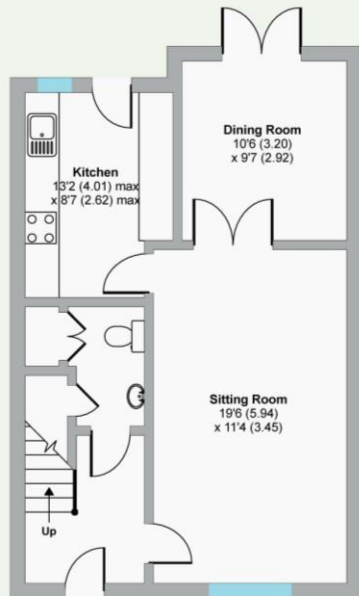 Dining Room
10'6 (3.20)
x 9'7 (2.92)
Kitchen
13'2 (4.01) max
x 8'7 (2.62) max
Sitting Room
19'6 (5.94)
x 11'4 (3.45)
Up